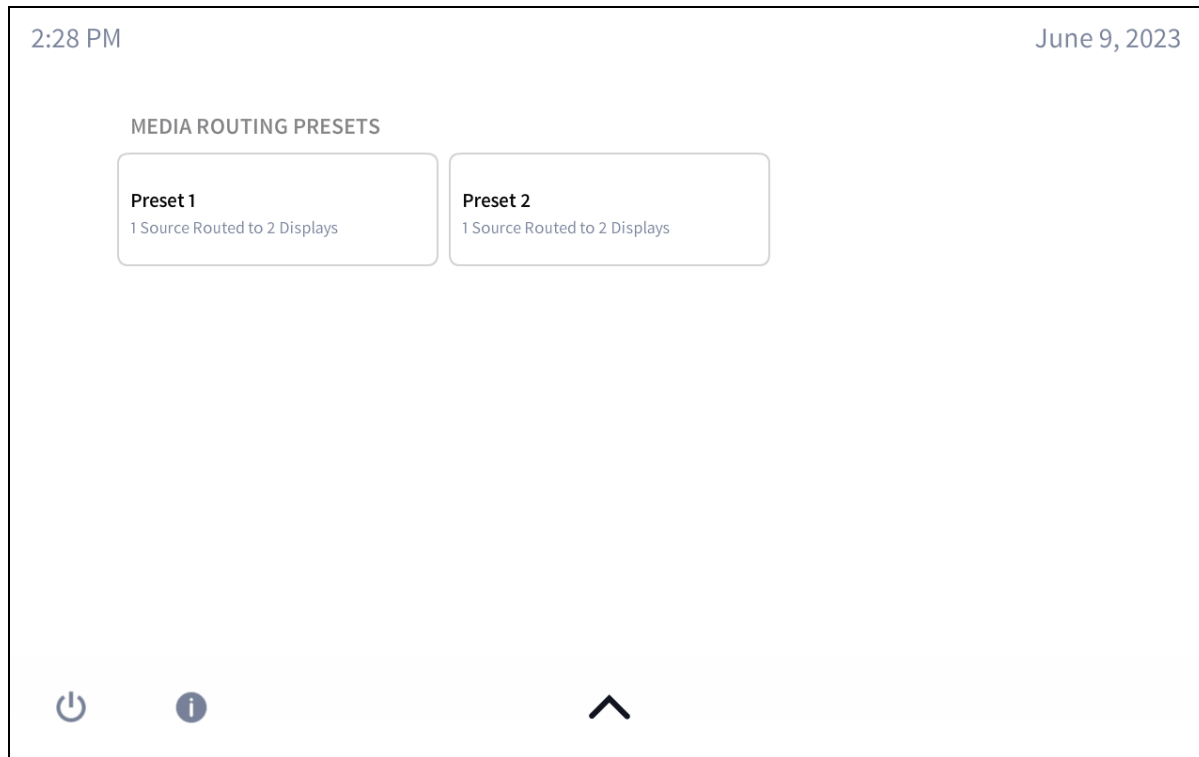 2:28 PM
June 9, 2023
MEDIA ROUTING PRESETS
Preset 1
1 Source Routed to 2 Displays
Preset 2
1 Source Routed to 2 Displays